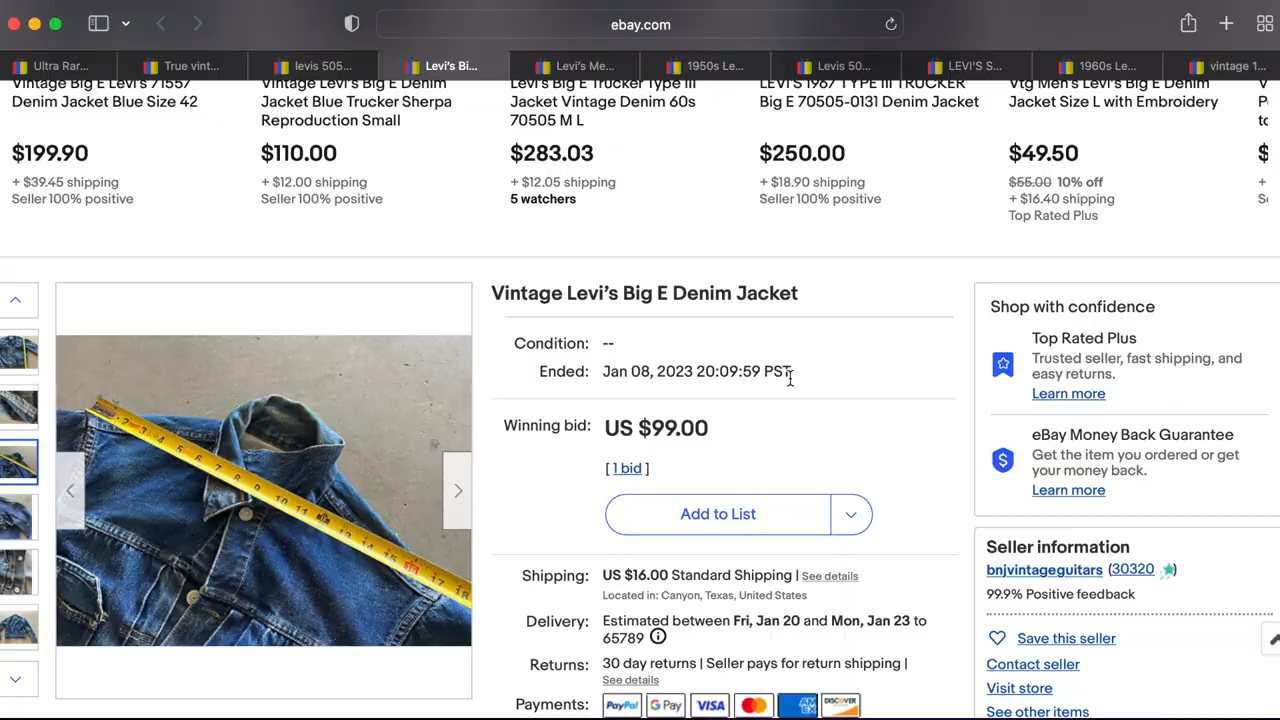 ebay.com
Ultra Rar...
True vint...
levis 505...
Levi's Bi...
Levi's Me...
1950s Le...
Levis 50...
LEVI'S S...
1960s Le...
vintage 1...
Vintage Big E Levi's 71557
Denim Jacket Blue Size 42
$199.90
+ $39.45 shipping
Seller 100% positive
Vintage Levi's Big E Denim
Jacket Blue Trucker Sherpa
Reproduction Small
$110.00
+ $12.00 shipping
Seller 100% positive
Levi's Big E Trucker Type III
Jacket Vintage Denim 60s
70505 M L
$283.03
+ $12.05 shipping
5 watchers
LEVI'S 1967 TYPE III TRUCKER
Big E 70505-0131 Denim Jacket
$250.00
+ $18.90 shipping
Seller 100% positive
Vtg Men's Levi's Big E Denim
Jacket Size L with Embroidery
$49.50
$55.00 10% off
+ $16.40 shipping
Top Rated Plus
Vintage Levi's Big E Denim Jacket
Condition: --
Ended: Jan 08, 2023 20:09:59 PST
Winning bid: US $99.00
[ 1 bid ]
Add to List
Shipping: US $16.00 Standard Shipping | See details
Located in: Canyon, Texas, United States
Delivery: Estimated between Fri, Jan 20 and Mon, Jan 23 to
65789
Returns: 30 day returns | Seller pays for return shipping |
See details
Payments: PayPal G Pay VISA MasterCard AM EX DISCOVER
Shop with confidence
Top Rated Plus
Trusted seller, fast shipping, and
easy returns.
Learn more
eBay Money Back Guarantee
Get the item you ordered or get
your money back.
Learn more
Seller information
bnjvintageguitars (30320 )
99.9% Positive feedback
Save this seller
Contact seller
Visit store
See other items